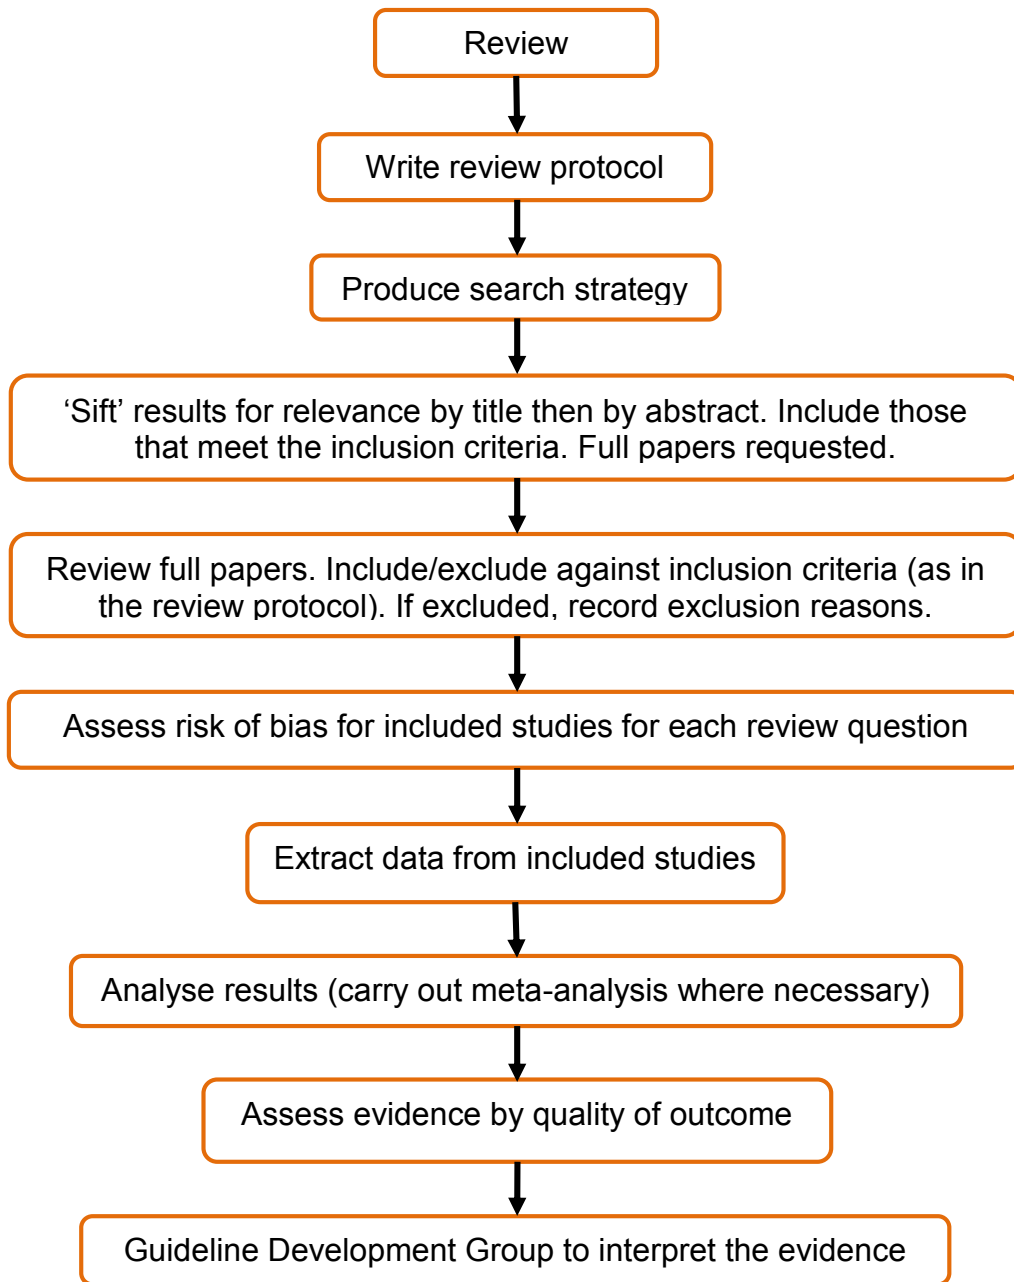 Review
Write review protocol
Produce search strategy
‘Sift’ results for relevance by title then by abstract. Include those
that meet the inclusion criteria. Full papers requested.
Review full papers. Include/exclude against inclusion criteria (as in
the review protocol). If excluded, record exclusion reasons.
Assess risk of bias for included studies for each review question
Extract data from included studies
Analyse results (carry out meta-analysis where necessary)
Assess evidence by quality of outcome
Guideline Development Group to interpret the evidence